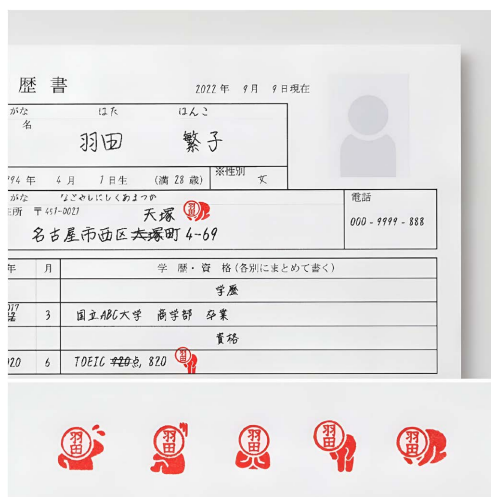 歴書
2022年 9月 9日現在
がな はた はんこ
名 羽田 繁子
994年 4月 7日生 (満 28 歳) ※性別 女
がな なごやしにしくあまつか 電話
住所 〒451-0027 天塚 羽田 000-9999-888
名古屋市西区大塚町4-69
年 月 学歴・資格(各別にまとめて書く)
学歴
3 国立ABC大学 商学部 卒業
資格
020 6 TOEIC 920点, 820 羽田
羽田 羽田 羽田 羽田 羽田